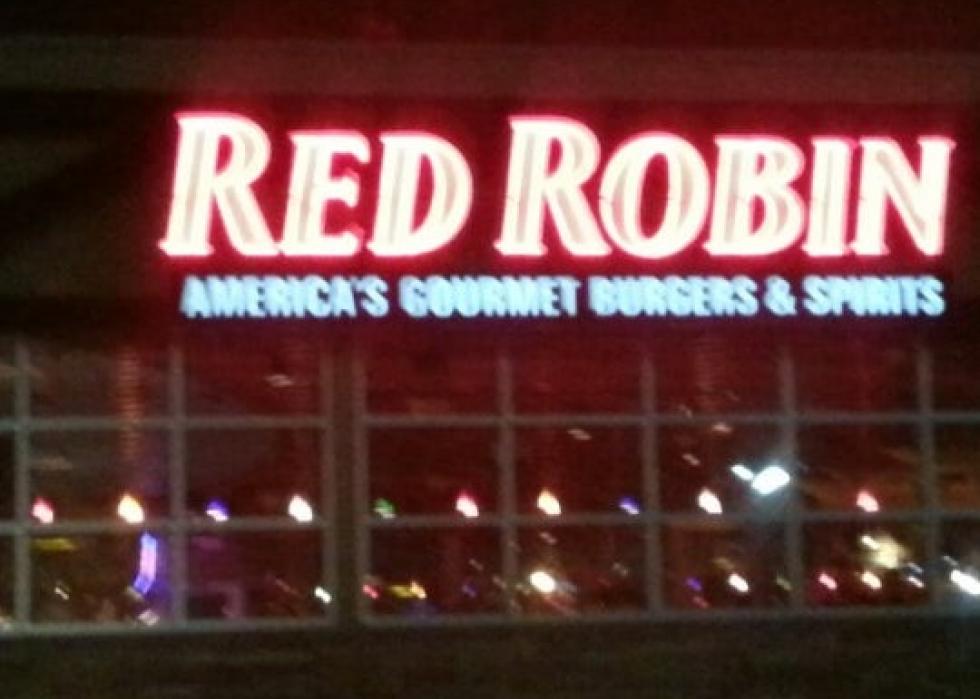 RED ROBIN
AMERICA'S GOURMET BURGERS & SPIRITS